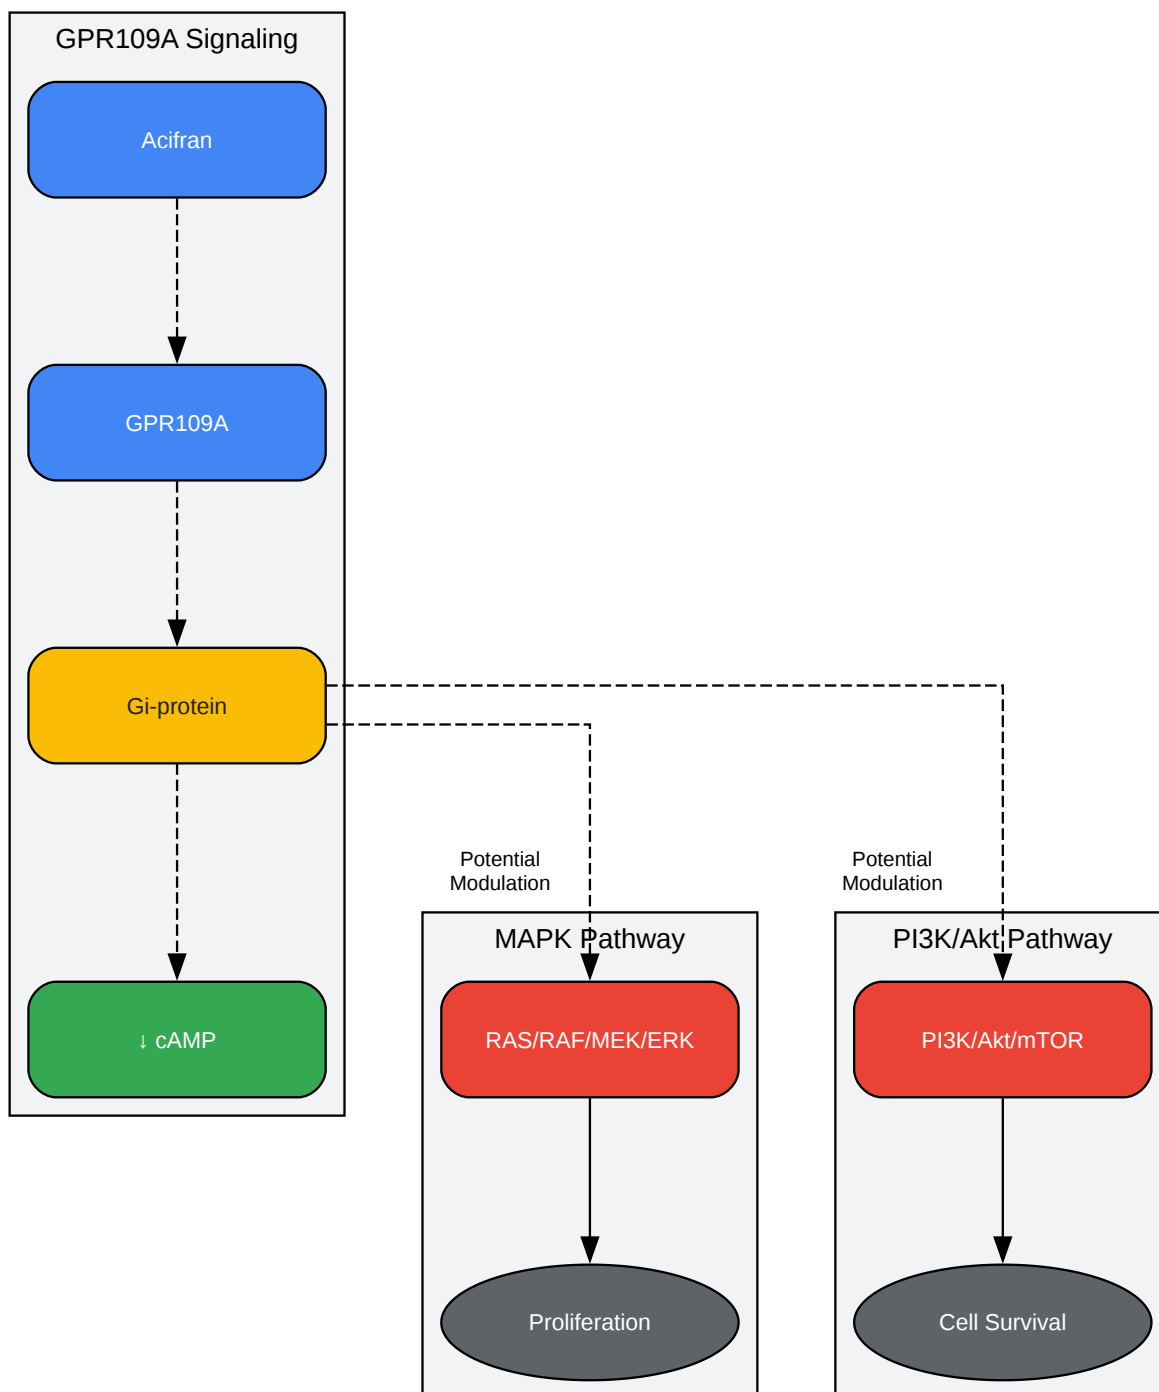 GPR109A Signaling
Acifran
GPR109A
Gi-protein
↓ cAMP
Potential
Modulation
MAPK Pathway
RAS/RAF/MEK/ERK
Proliferation
Potential
Modulation
PI3K/Akt Pathway
PI3K/Akt/mTOR
Cell Survival